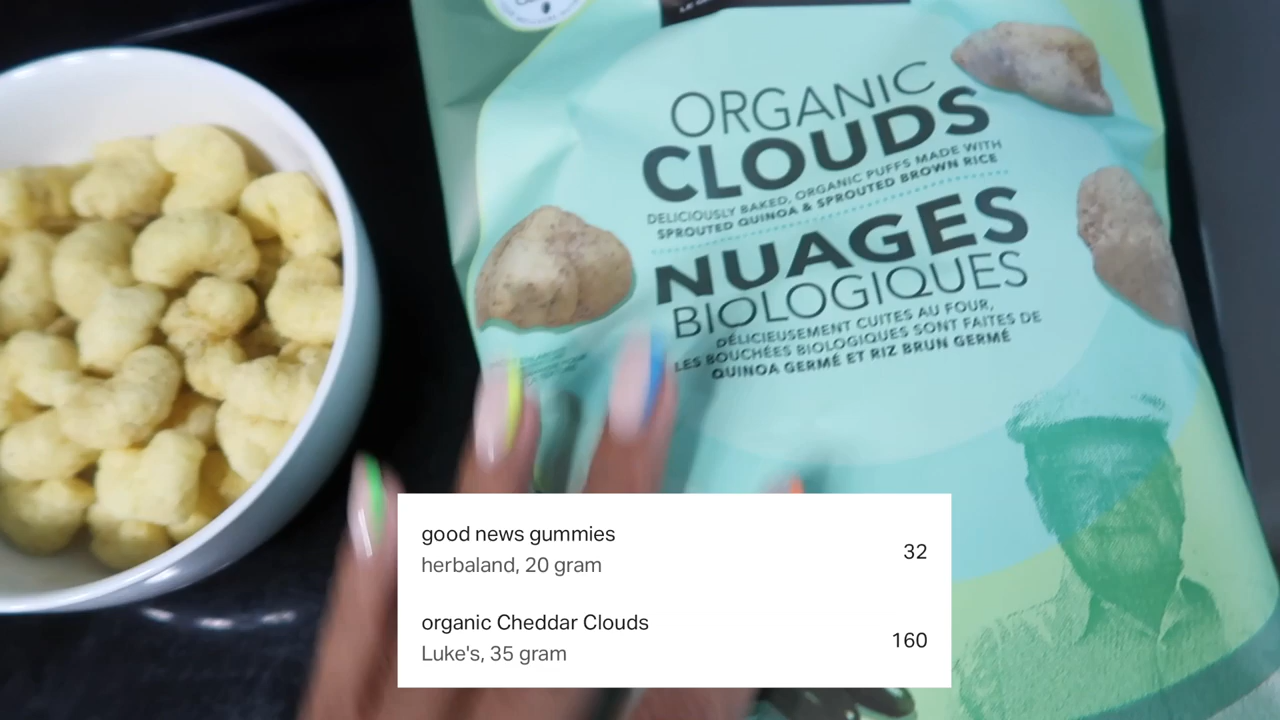 ORGANIC
CLOUDS
DELICIOUSLY BAKED, ORGANIC PUFFS MADE WITH
SPROUTED QUINOA & SPROUTED BROWN RICE
NUAGES
BIOLOGIQUES
DÉLICIEUSEMENT CUITES AU FOUR,
LES BOUCHÉES BIOLOGIQUES SONT FAITES DE
QUINOA GERMÉ ET RIZ BRUN GERMÉ
good news gummies
32
herbaland, 20 gram
organic Cheddar Clouds
160
Luke's, 35 gram